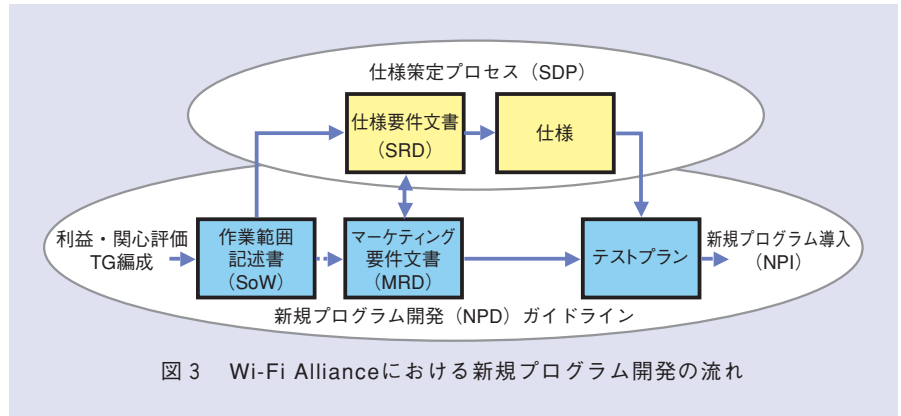 仕様策定プロセス（SDP）
仕様要件文書
（SRD）
仕様
利益・関心評価
TG編成
作業範囲
記述書
（SoW）
マーケティング
要件文書
（MRD）
テストプラン
新規プログラム導入
（NPI）
新規プログラム開発（NPD）ガイドライン
図3 Wi-Fi Allianceにおける新規プログラム開発の流れ